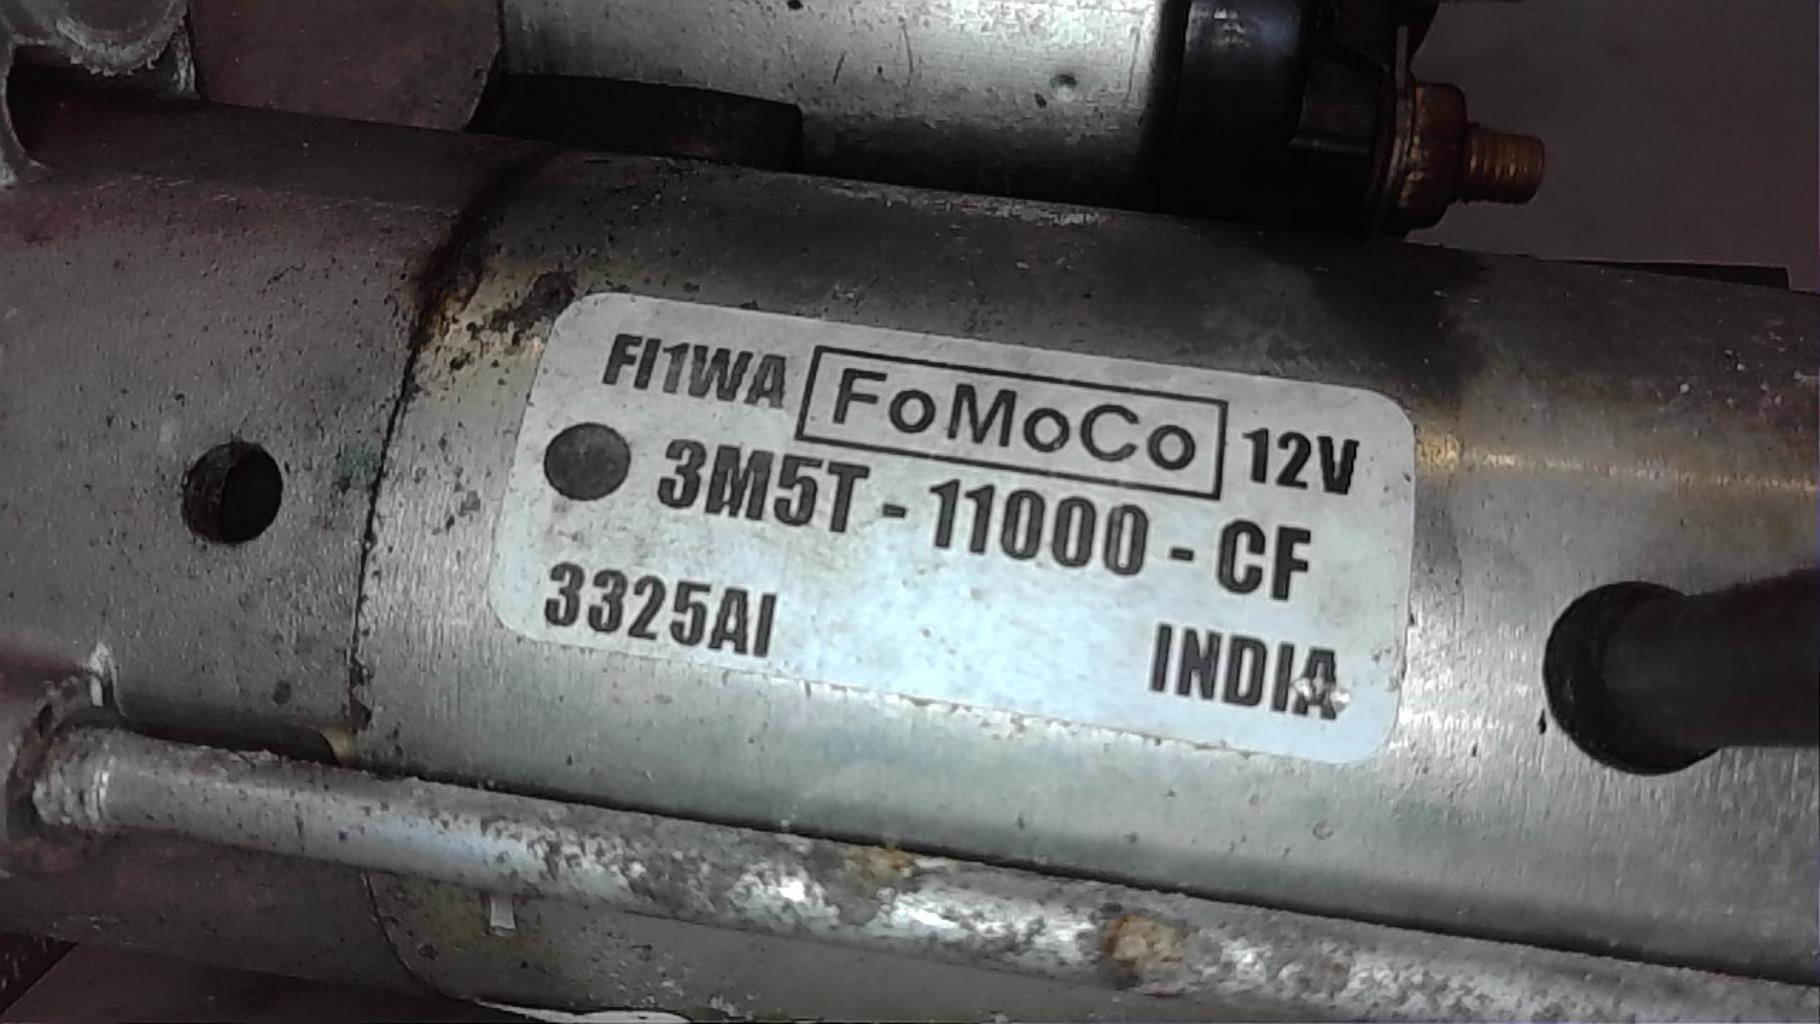 FI1WA FoMoCo 12V
3M5T - 11000 - CF
3325AI INDIA